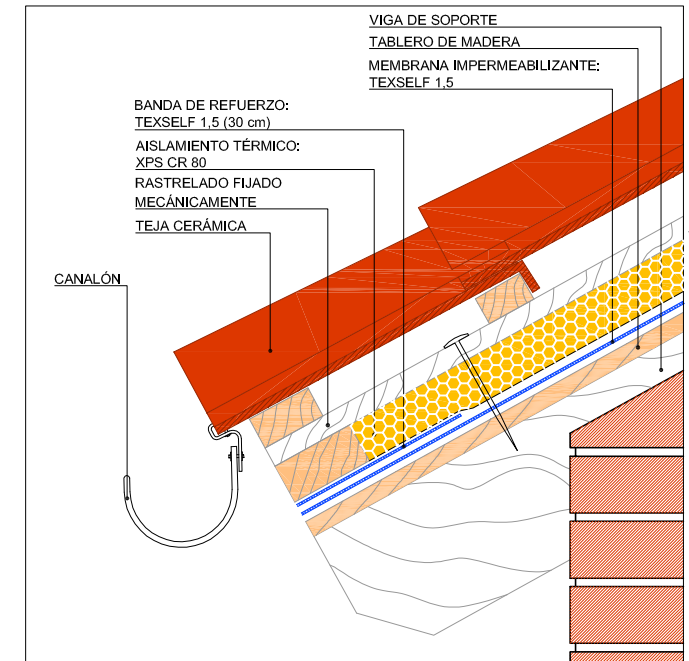 VIGA DE SOPORTE
TABLERO DE MADERA
MEMBRANA IMPERMEABILIZANTE:
TEXSELF 1,5
BANDA DE REFUERZO:
TEXSELF 1,5 (30 cm)
AISLAMIENTO TÉRMICO:
XPS CR 80
RASTRELADO FIJADO
MECÁNICAMENTE
TEJA CERÁMICA
CANALÓN